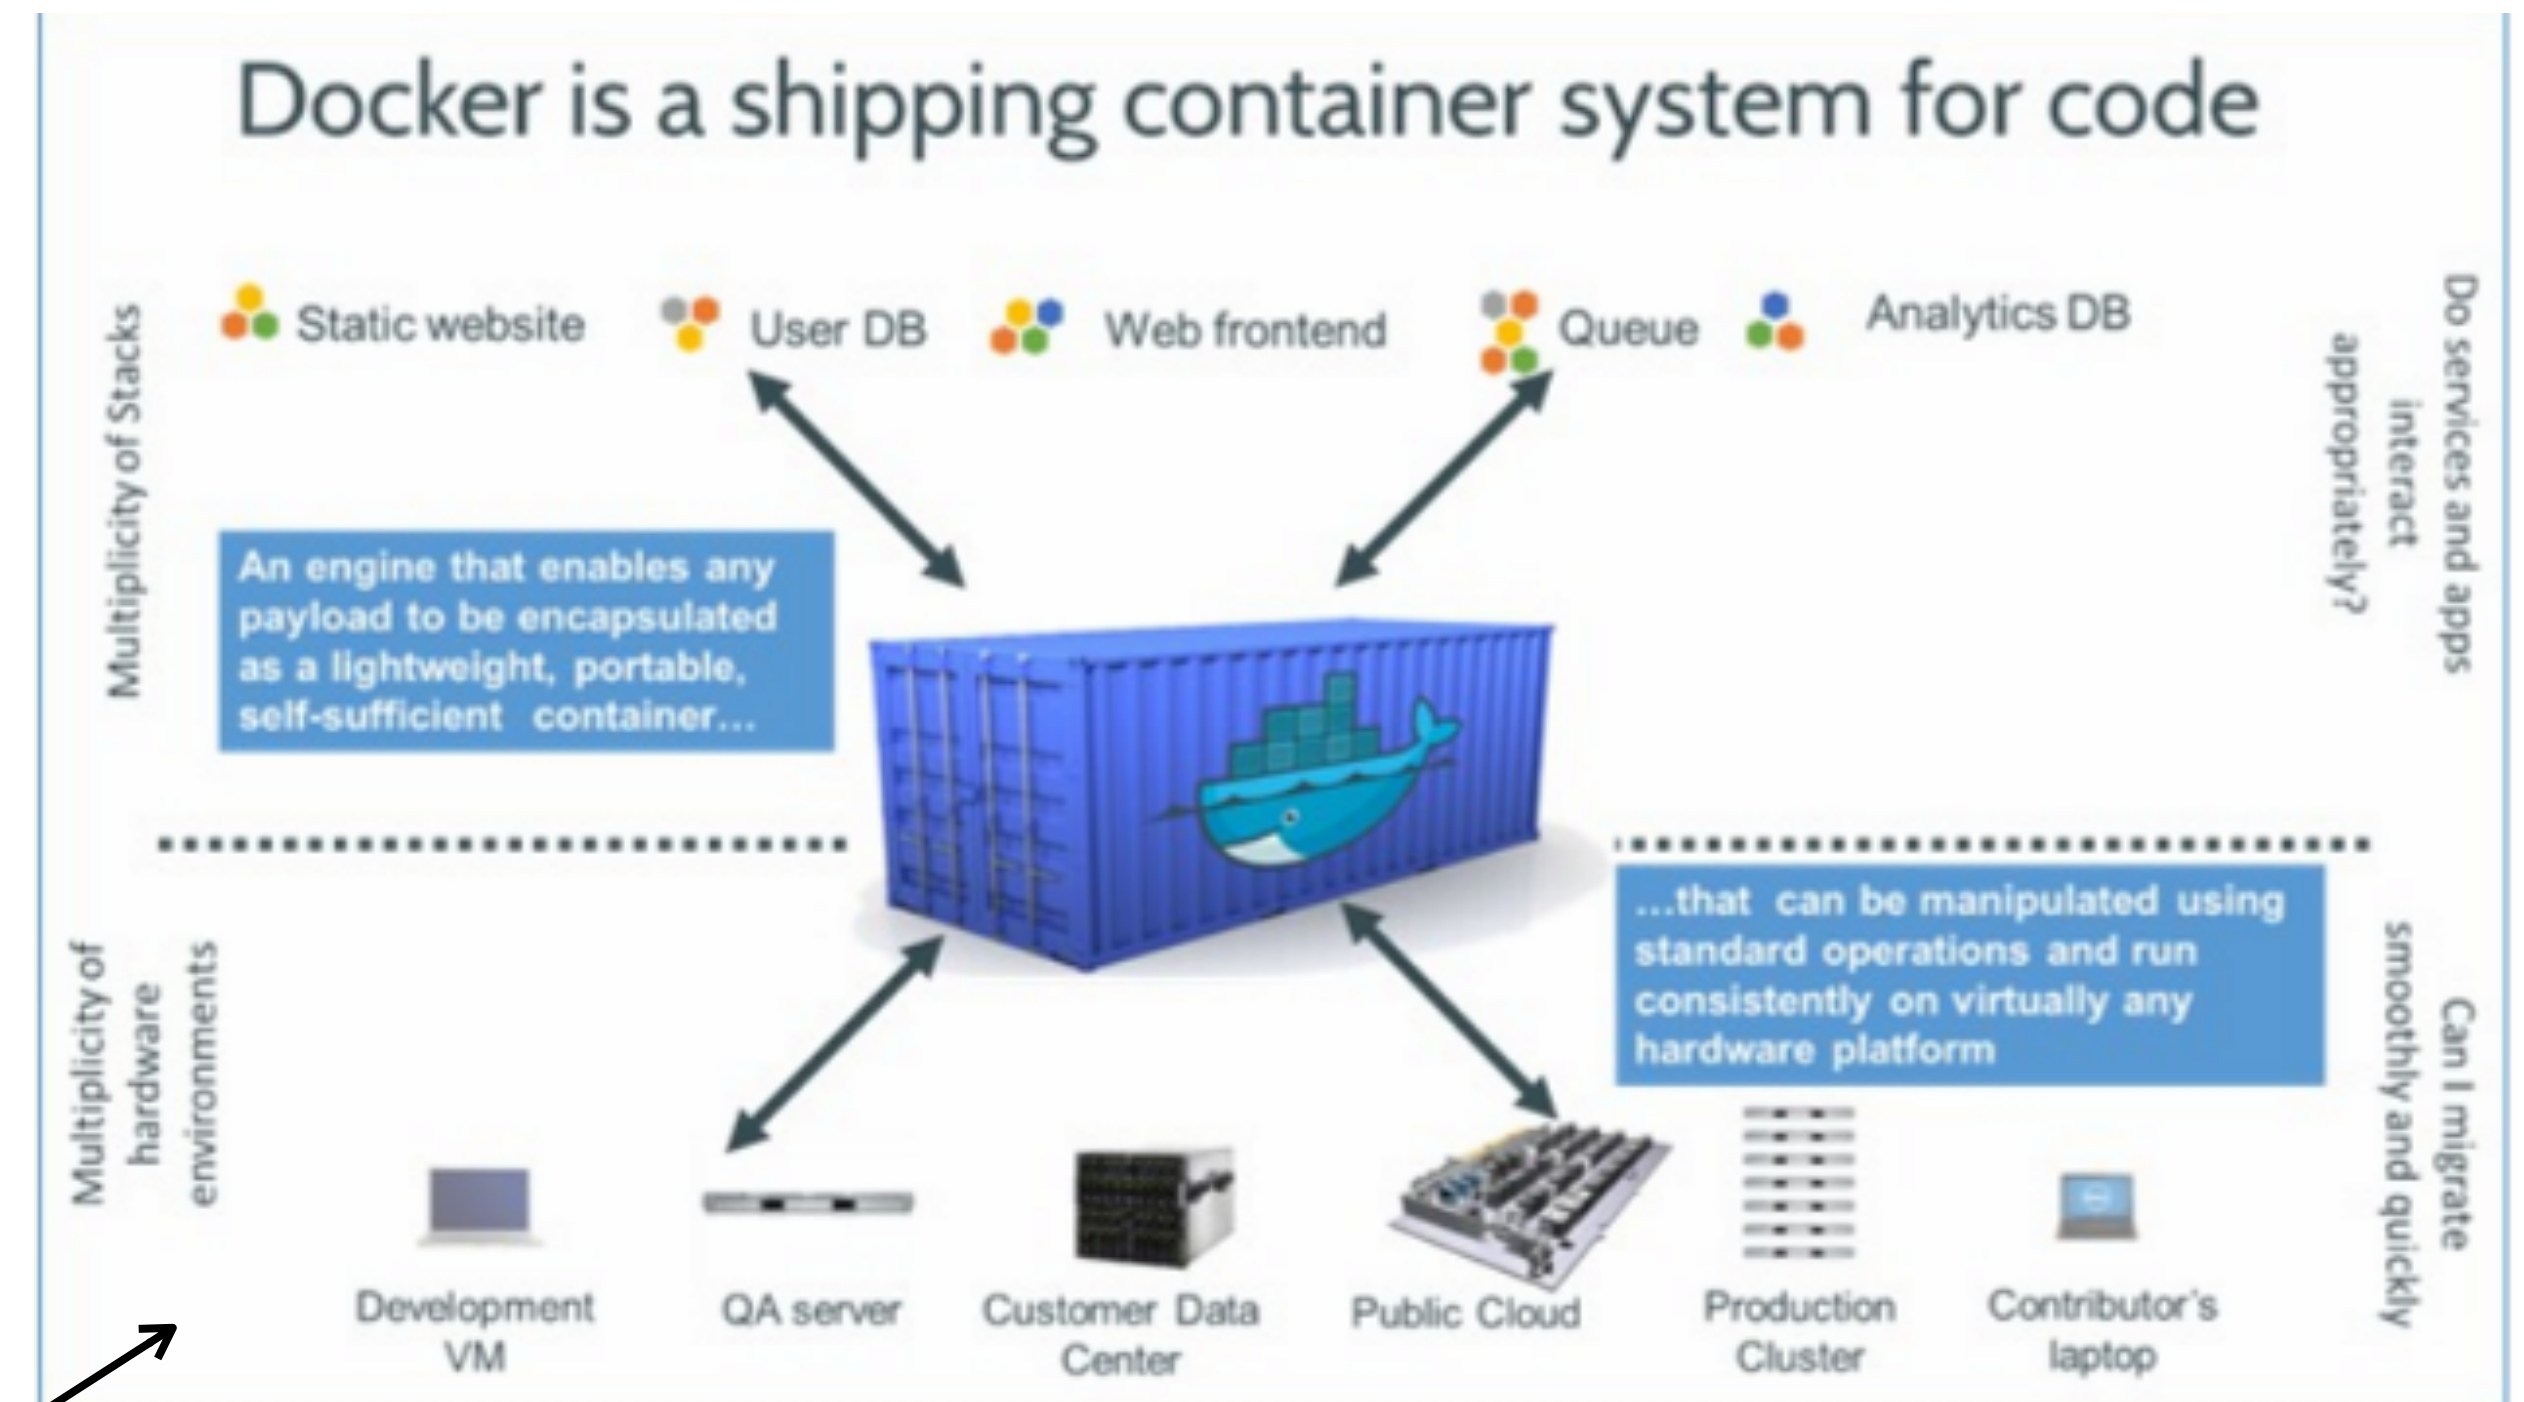 Docker is a shipping container system for code
Static website
User DB
Web frontend
Queue
Analytics DB
Multiplicity of Stacks
Do services and apps
interact
appropriately?
An engine that enables any
payload to be encapsulated
as a lightweight, portable,
self-sufficient container...
...that can be manipulated using
standard operations and run
consistently on virtually any
hardware platform
Multiplicity of
hardware
environments
Can I migrate
smoothly and quickly
Development
VM
QA server
Customer Data
Center
Public Cloud
Production
Cluster
Contributor's
laptop